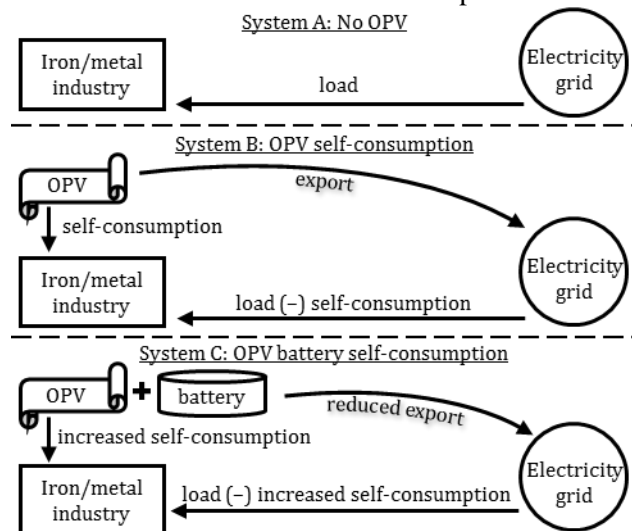 System A: No OPV
Iron/metal
industry
load
Electricity
grid
System B: OPV self-consumption
OPV
export
self-consumption
Iron/metal
industry
load (−) self-consumption
Electricity
grid
System C: OPV battery self-consumption
OPV
+
battery
reduced export
increased self-consumption
Iron/metal
industry
load (−) increased self-consumption
Electricity
grid